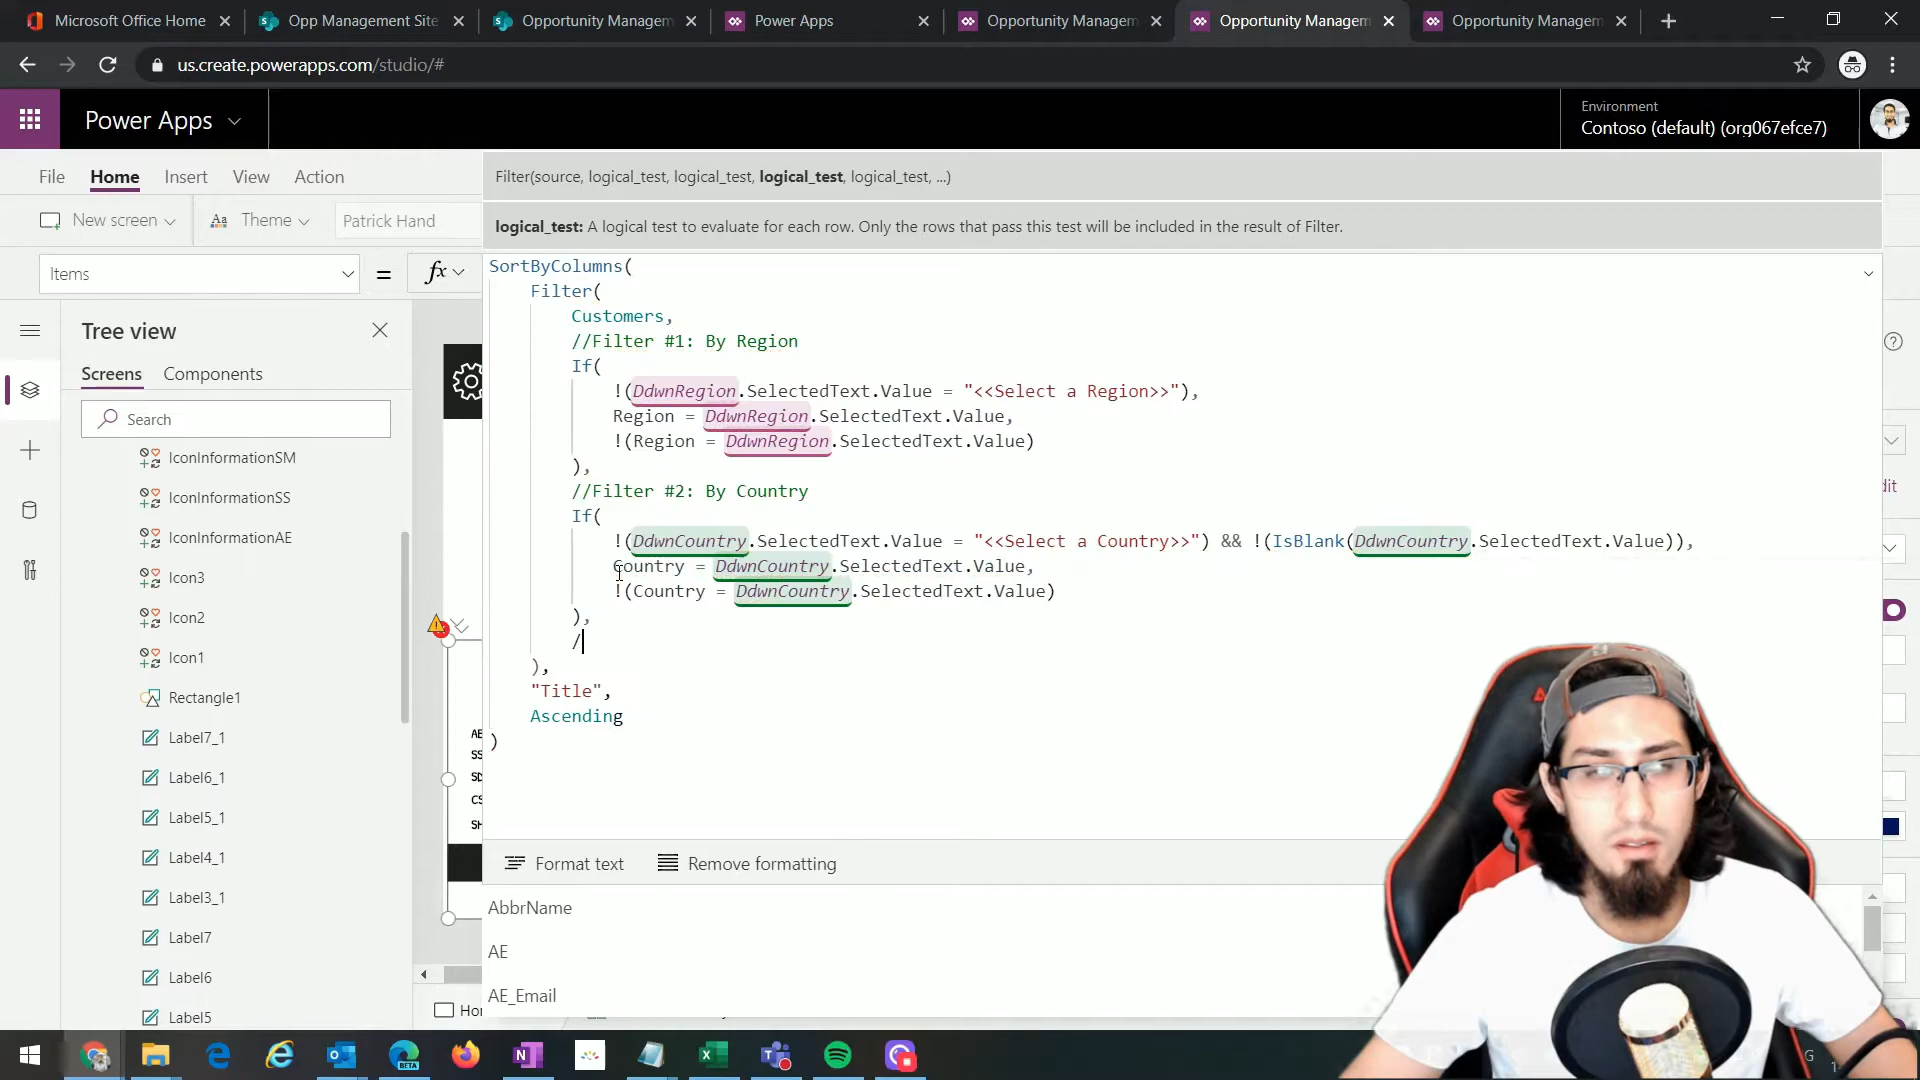 Microsoft Office Home
Opp Management Site
Opportunity Managem
Power Apps
Opportunity Managem
Opportunity Managem
Opportunity Managem
us.create.powerapps.com/studio/#
Power Apps
Environment
Contoso (default) (org067efce7)
File
Home
Insert
View
Action
New screen
Theme
Patrick Hand
Filter(source, logical_test, logical_test, logical_test, logical_test, ...)
logical_test: A logical test to evaluate for each row. Only the rows that pass this test will be included in the result of Filter.
Items
=
fx
SortByColumns(
Filter(
Customers,
//Filter #1: By Region
If(
!(DdwnRegion.SelectedText.Value = "<<Select a Region>>"),
Region = DdwnRegion.SelectedText.Value,
!(Region = DdwnRegion.SelectedText.Value)
),
//Filter #2: By Country
If(
!(DdwnCountry.SelectedText.Value = "<<Select a Country>>") && !(IsBlank(DdwnCountry.SelectedText.Value)),
Country = DdwnCountry.SelectedText.Value,
!(Country = DdwnCountry.SelectedText.Value)
),
/
),
"Title",
Ascending
)
Tree view
Screens
Components
Search
IconInformationSM
IconInformationSS
IconInformationAE
Icon3
Icon2
Icon1
Rectangle1
Label7_1
Label6_1
Label5_1
Label4_1
Label3_1
Label7
Label6
Label5
AE
SS
CS
Format text
Remove formatting
AbbrName
AE
AE_Email
BETA